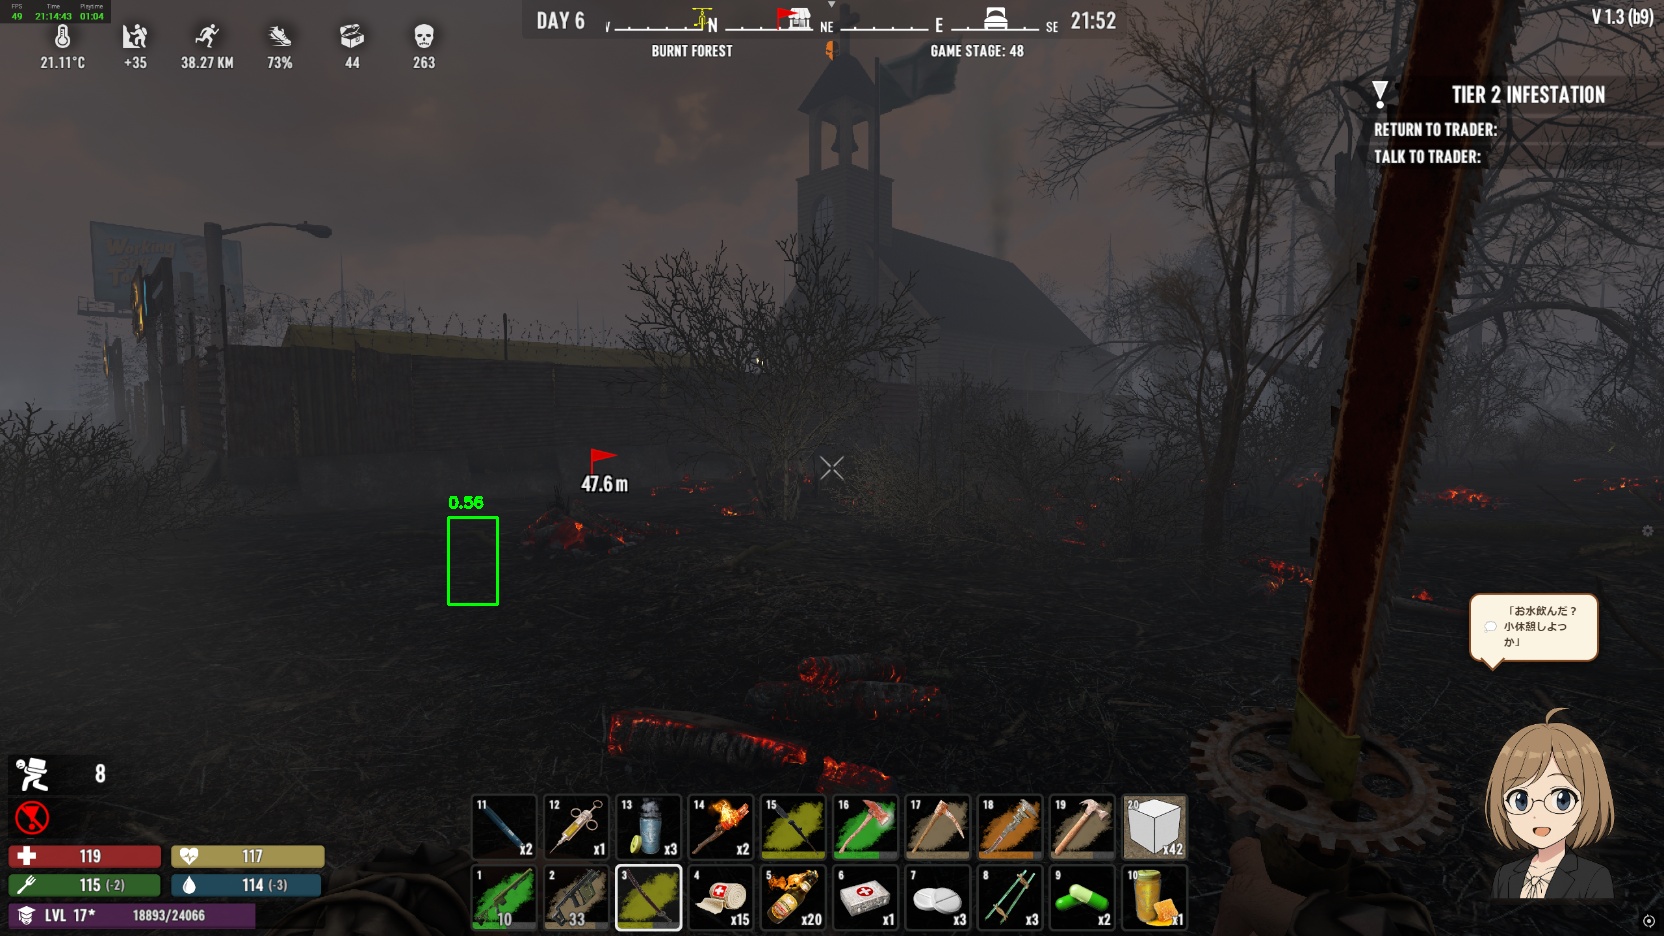 FPS Time Playtime
49 21:14:43 01:04
21.11°C +35 38.27 KM 73% 44 263
DAY 6
N NE E SE
21:52
BURNT FOREST
GAME STAGE: 48
V 1.3 (b9)
TIER 2 INFESTATION
RETURN TO TRADER:
TALK TO TRADER:
Working
47.6 m
0.56
「お水飲んだ?
小休憩しよっ
か」
8
11 x2
12 x1
13 x3
14 x2
15
16
17
18
19
20 x42
119
117
115 (-2)
114 (-3)
LVL 17* 18893/24066
1 10
2 33
3
4 x15
5 x20
6 x1
7 x3
8 x3
9 x2
10 x1